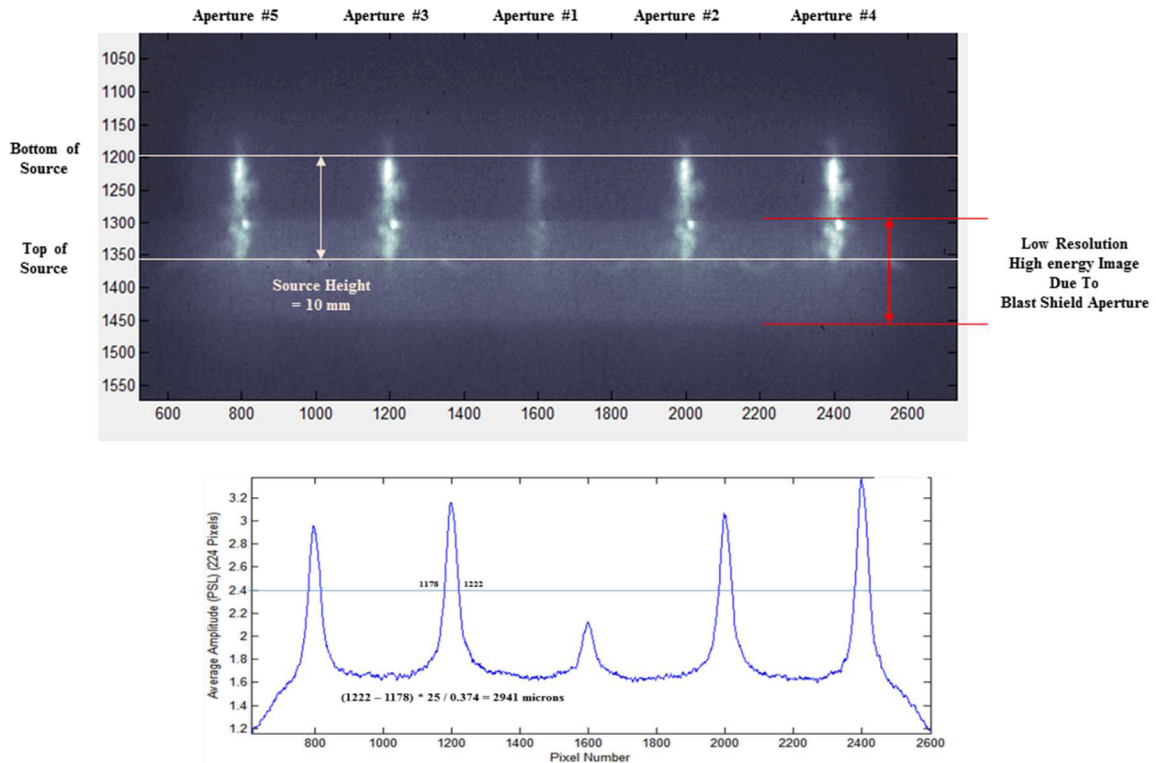 Aperture #5 Aperture #3 Aperture #1 Aperture #2 Aperture #4
1050
1100
1150
Bottom of
Source
1200
1250
1300
Top of
Source
1350
1400
1450
1500
1550
Source Height
= 10 mm
Low Resolution
High energy Image
Due To
Blast Shield Aperture
600 800 1000 1200 1400 1600 1800 2000 2200 2400 2600
Average Amplitude (PSL) (224 Pixels)
3.2
3
2.8
2.6
2.4
2.2
2
1.8
1.6
1.4
1.2
1178 1222
(1222 – 1178) * 25 / 0.374 = 2941 microns
800 1000 1200 1400 1600 1800 2000 2200 2400 2600
Pixel Number